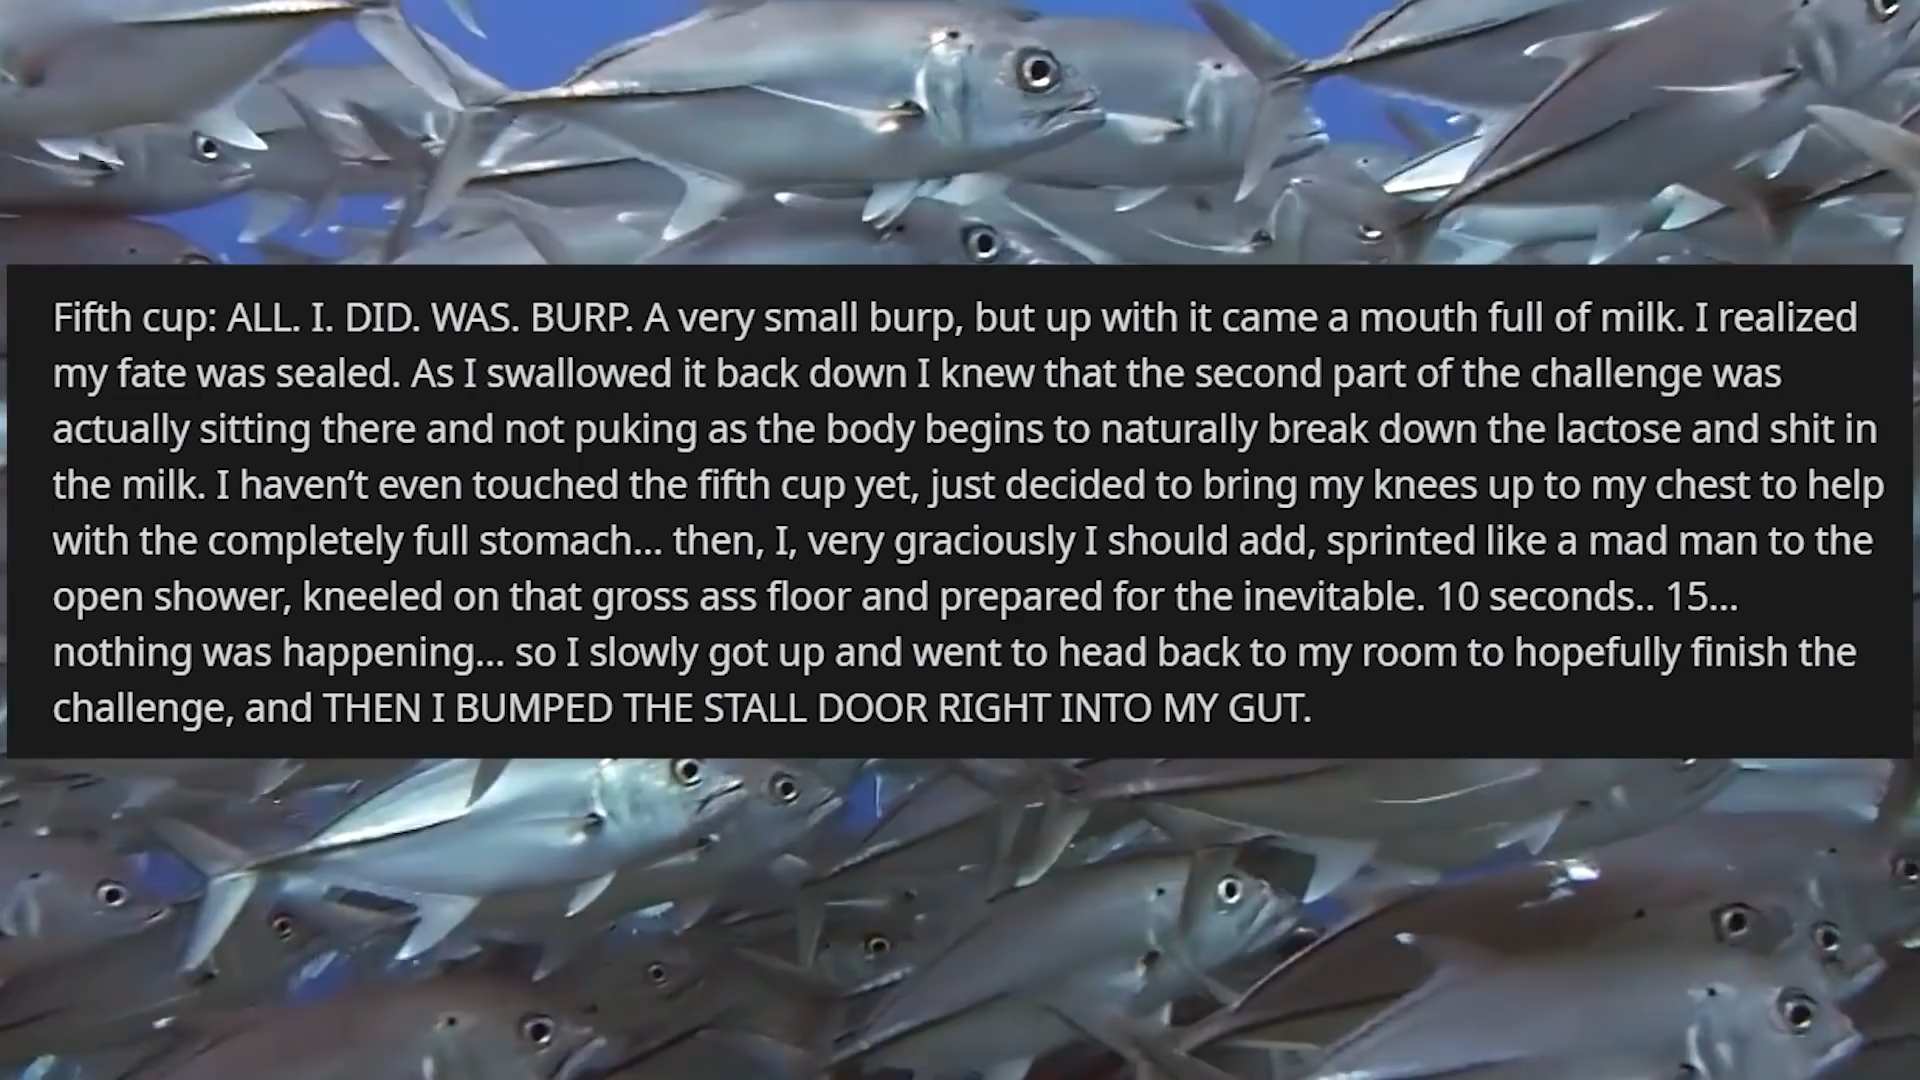 Fifth cup: ALL. I. DID. WAS. BURP. A very small burp, but up with it came a mouth full of milk. I realized
my fate was sealed. As I swallowed it back down I knew that the second part of the challenge was
actually sitting there and not puking as the body begins to naturally break down the lactose and shit in
the milk. I haven’t even touched the fifth cup yet, just decided to bring my knees up to my chest to help
with the completely full stomach... then, I, very graciously I should add, sprinted like a mad man to the
open shower, kneeled on that gross ass floor and prepared for the inevitable. 10 seconds.. 15...
nothing was happening... so I slowly got up and went to head back to my room to hopefully finish the
challenge, and THEN I BUMPED THE STALL DOOR RIGHT INTO MY GUT.